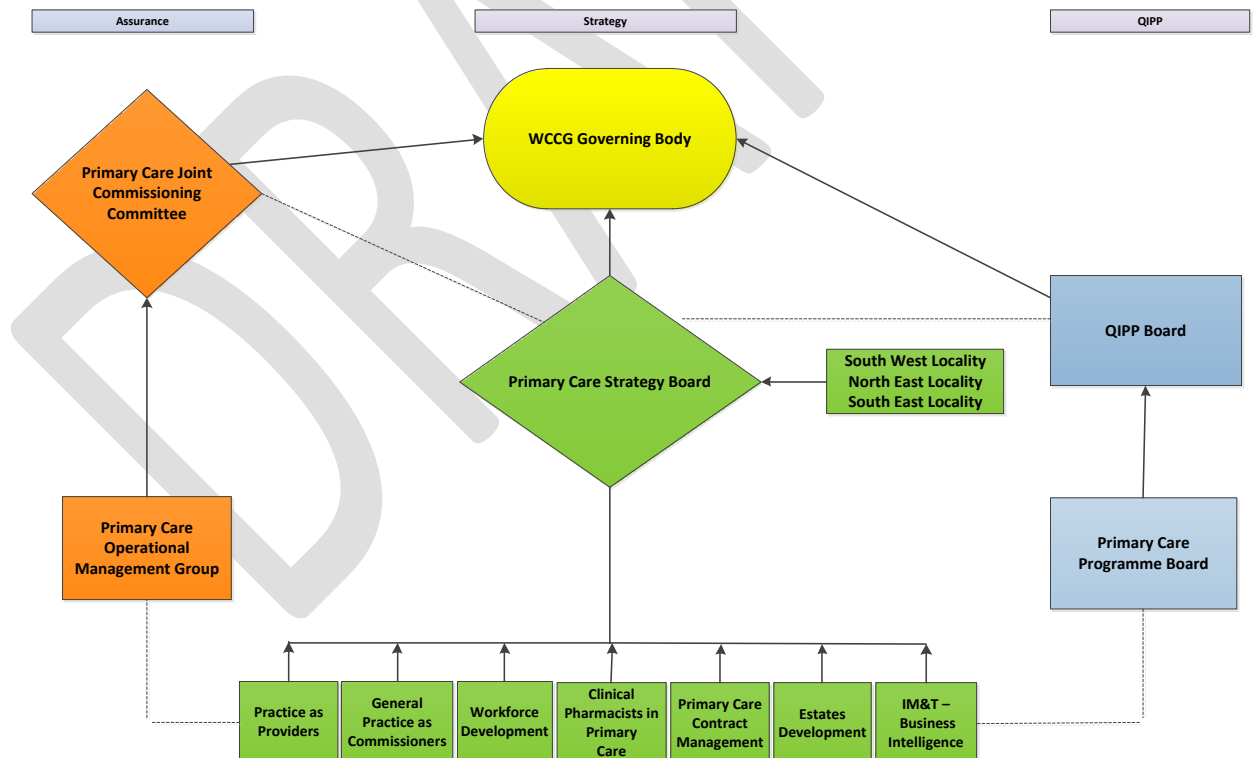 Assurance
Strategy
QIPP
DRAFT
WCCG Governing Body
Primary Care Joint
Commissioning
Committee
QIPP Board
South West Locality
North East Locality
South East Locality
Primary Care Strategy Board
Primary Care
Operational
Management Group
Primary Care
Programme Board
Practice as
Providers
General
Practice as
Commissioners
Workforce
Development
Clinical
Pharmacists in
Primary
Care
Primary Care
Contract
Management
Estates
Development
IM&T –
Business
Intelligence